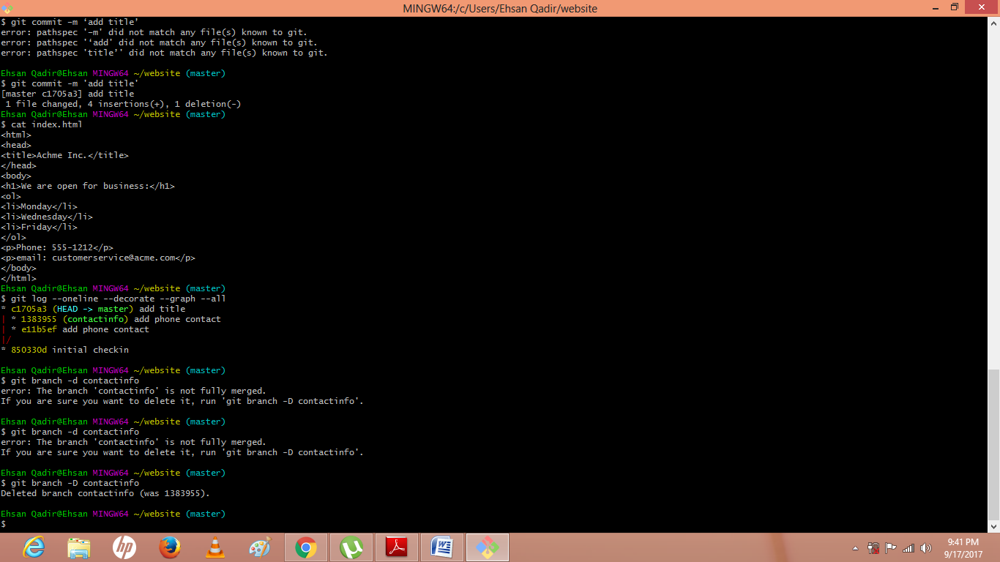 MINGW64:/c/Users/Ehsan Qadir/website
$ git commit -m ‘add title’
error: pathspec '-m' did not match any file(s) known to git.
error: pathspec '‘add' did not match any file(s) known to git.
error: pathspec 'title’' did not match any file(s) known to git.
Ehsan Qadir@Ehsan MINGW64 ~/website (master)
$ git commit -m 'add title'
[master c1705a3] add title
1 file changed, 4 insertions(+), 1 deletion(-)
Ehsan Qadir@Ehsan MINGW64 ~/website (master)
$ cat index.html
<html>
<head>
<title>Achme Inc.</title>
</head>
<body>
<h1>We are open for business:</h1>
<ol>
<li>Monday</li>
<li>Wednesday</li>
<li>Friday</li>
</ol>
<p>Phone: 555-1212</p>
<p>email: customerservice@acme.com</p>
</body>
</html>
Ehsan Qadir@Ehsan MINGW64 ~/website (master)
$ git log --oneline --decorate --graph --all
* c1705a3 (HEAD -> master) add title
| * 1383955 (contactinfo) add phone contact
| * e11b5ef add phone contact
|/
* 850330d initial checkin
Ehsan Qadir@Ehsan MINGW64 ~/website (master)
$ git branch -d contactinfo
error: The branch 'contactinfo' is not fully merged.
If you are sure you want to delete it, run 'git branch -D contactinfo'.
Ehsan Qadir@Ehsan MINGW64 ~/website (master)
$ git branch -d contactinfo
error: The branch 'contactinfo' is not fully merged.
If you are sure you want to delete it, run 'git branch -D contactinfo'.
Ehsan Qadir@Ehsan MINGW64 ~/website (master)
$ git branch -D contactinfo
Deleted branch contactinfo (was 1383955).
Ehsan Qadir@Ehsan MINGW64 ~/website (master)
$
hp
9:41 PM
9/17/2017